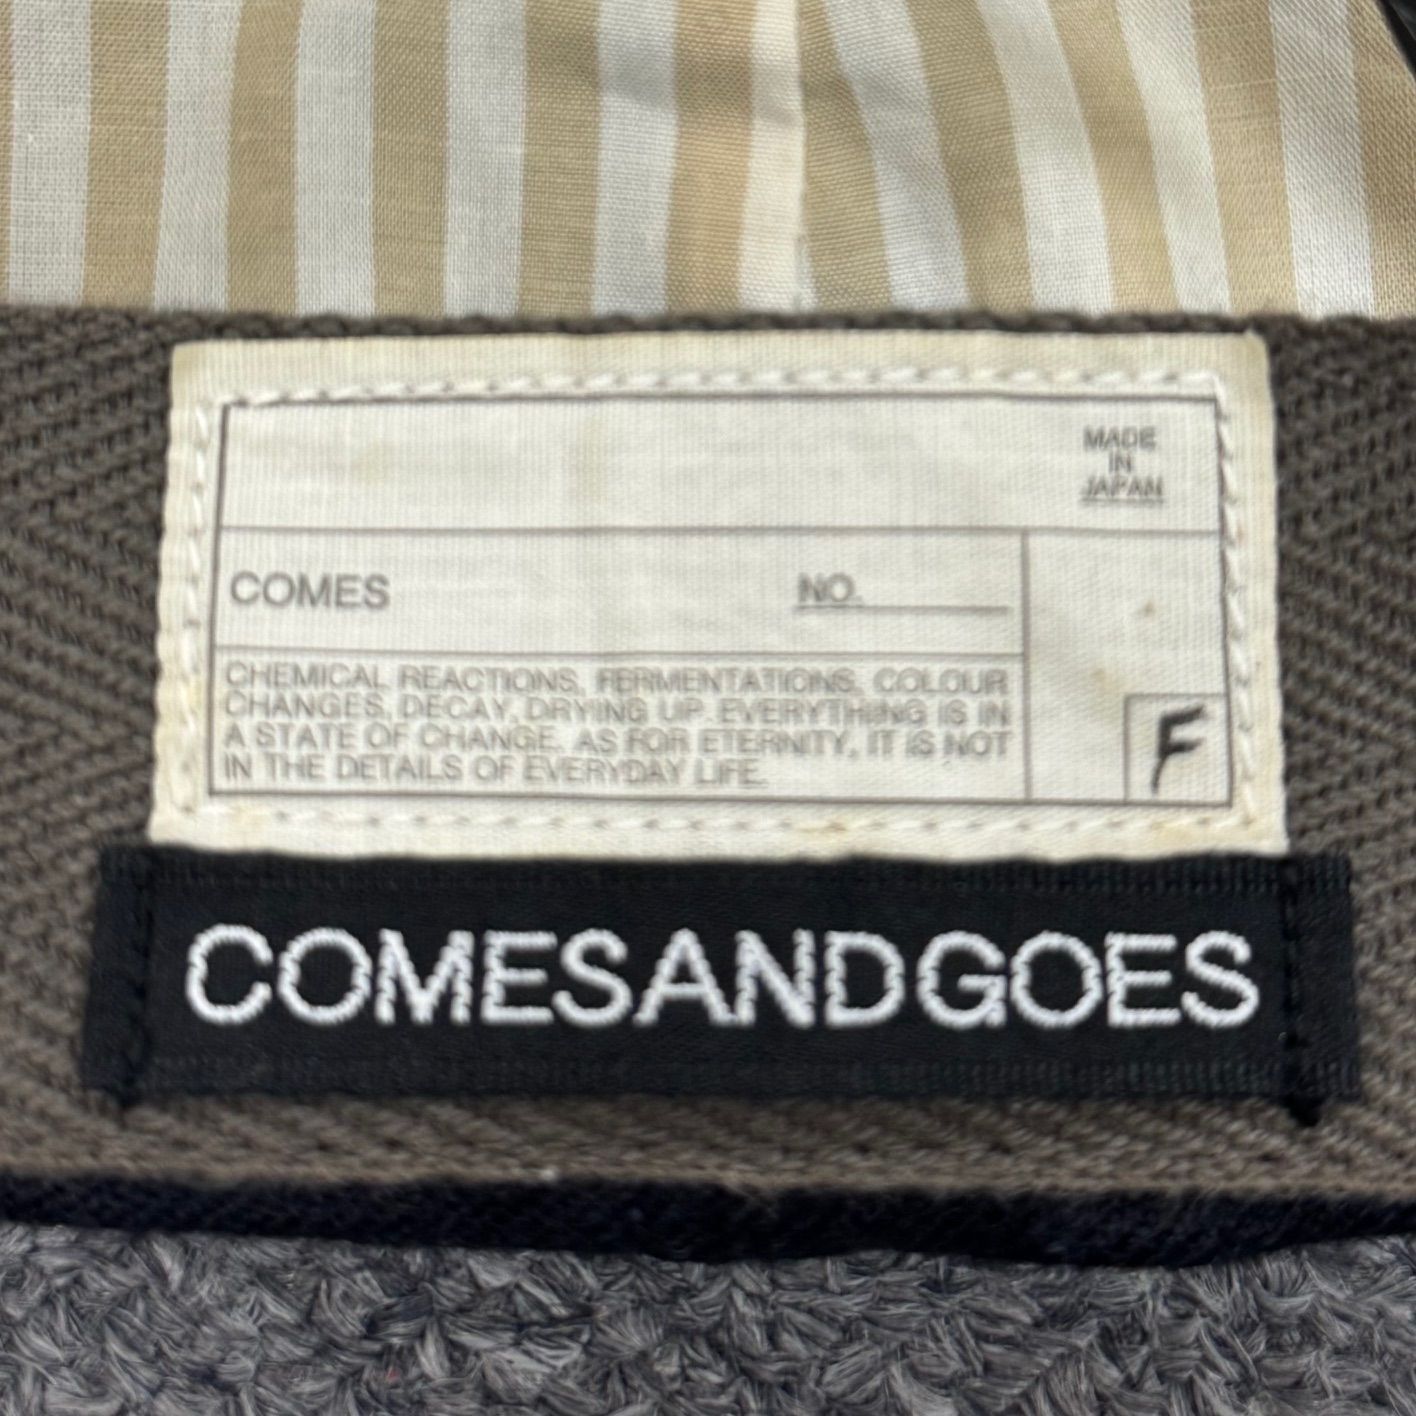 MADE
IN
JAPAN
COMES NO.
CHEMICAL REACTIONS, FERMENTATIONS, COLOUR
CHANGES, DECAY, DRYING UP. EVERYTHING IS IN
A STATE OF CHANGE. AS FOR ETERNITY, IT IS NOT
IN THE DETAILS OF EVERYDAY LIFE.
F
COMESANDGOES